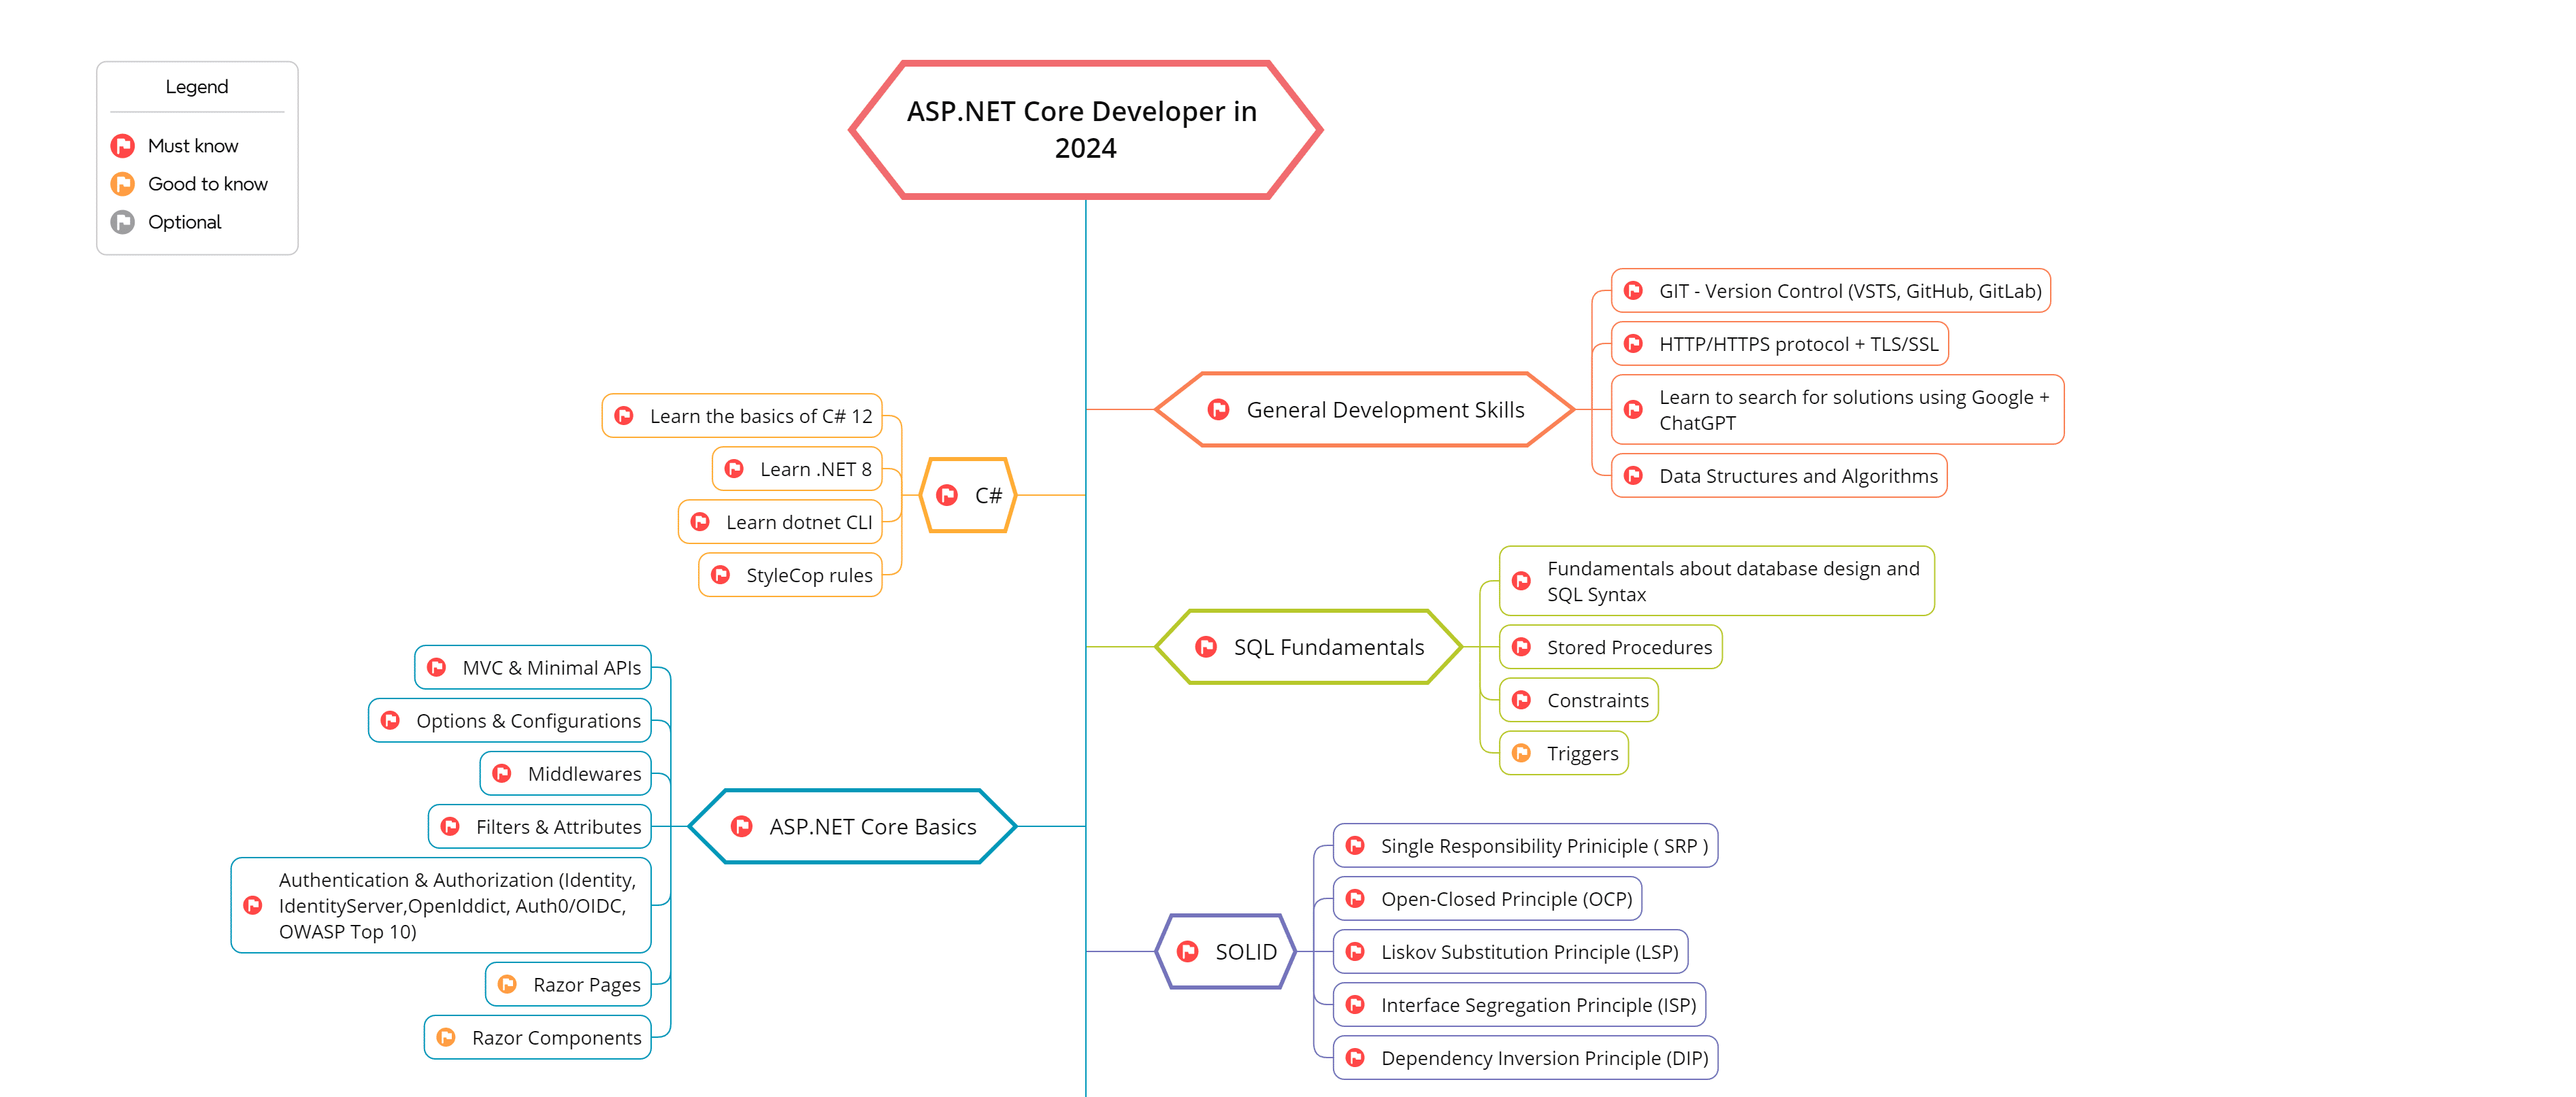 Legend
Must know
Good to know
Optional
ASP.NET Core Developer in
2024
General Development Skills
GIT - Version Control (VSTS, GitHub, GitLab)
HTTP/HTTPS protocol + TLS/SSL
Learn to search for solutions using Google +
ChatGPT
Data Structures and Algorithms
C#
Learn the basics of C# 12
Learn .NET 8
Learn dotnet CLI
StyleCop rules
SQL Fundamentals
Fundamentals about database design and
SQL Syntax
Stored Procedures
Constraints
Triggers
ASP.NET Core Basics
MVC & Minimal APIs
Options & Configurations
Middlewares
Filters & Attributes
Authentication & Authorization (Identity,
IdentityServer,OpenIddict, Auth0/OIDC,
OWASP Top 10)
Razor Pages
Razor Components
SOLID
Single Responsibility Priniciple ( SRP )
Open-Closed Principle (OCP)
Liskov Substitution Principle (LSP)
Interface Segregation Principle (ISP)
Dependency Inversion Principle (DIP)